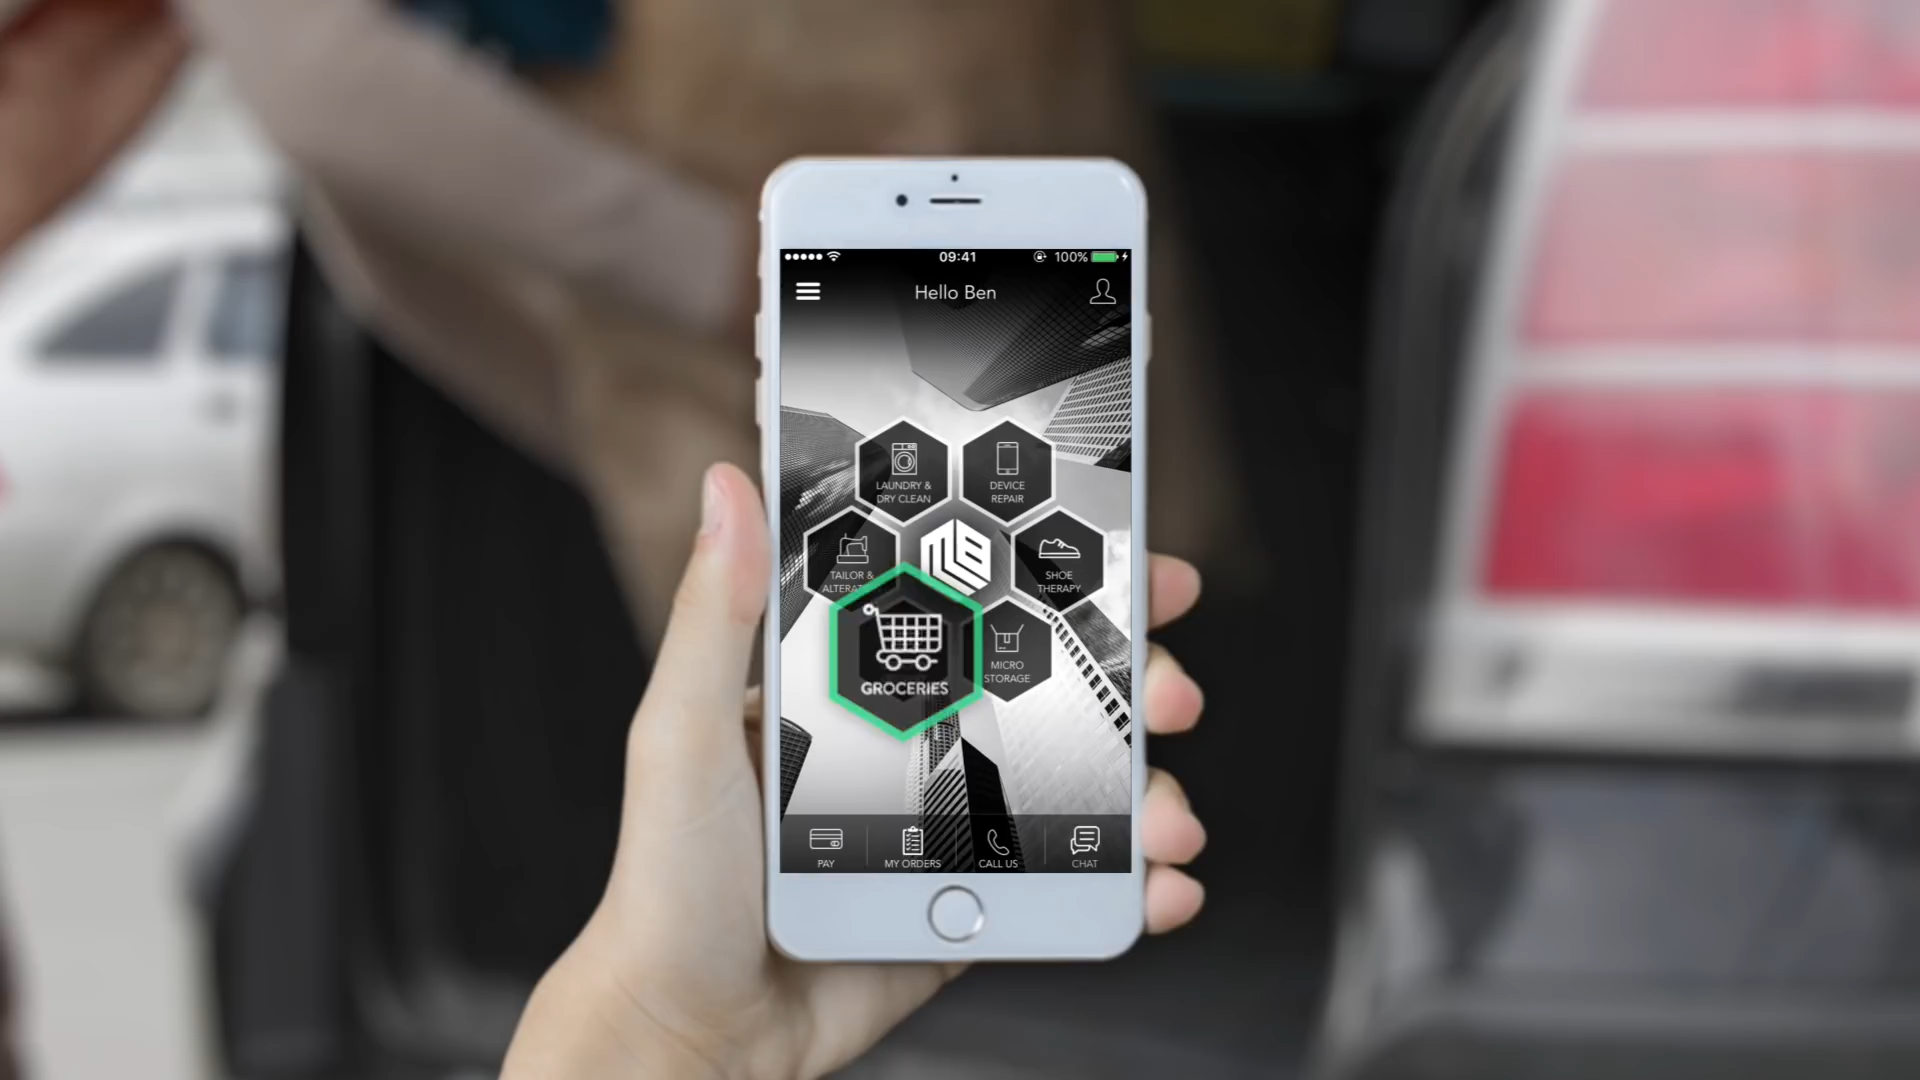 09:41
100%
Hello Ben
LAUNDRY &
DRY CLEAN
DEVICE
REPAIR
TAILOR &
MB
SHOE
THERAPY
GROCERIES
MICRO
STORAGE
PAY
MY ORDERS
CALL US
CHAT